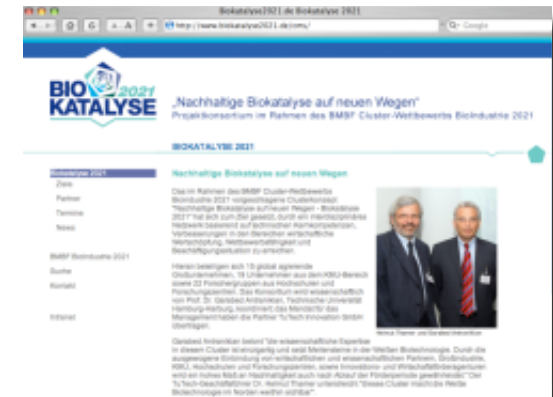 Biokatalyse2021.de Biokatalyse 2021
http://www.biokatalyse2021.de/cms/
Google
BIO 2021
KATALYSE
„Nachhaltige Biokatalyse auf neuen Wegen“
Projektkonsortium im Rahmen des BMBF Cluster-Wettbewerbs BioIndustrie 2021
BIOKATALYSE 2021
Biokatalyse 2021
Ziele
Partner
Termine
News
BMBF BioIndustrie 2021
Suche
Kontakt
Intranet
Nachhaltige Biokatalyse auf neuen Wegen
Das im Rahmen des BMBF Cluster-Wettbewerbs
BioIndustrie 2021 vorgeschlagene Clusterkonzept
"Nachhaltige Biokatalyse auf neuen Wegen - Biokatalyse
2021" hat sich zum Ziel gesetzt, durch ein interdisziplinäres
Netzwerk basierend auf technischen Kernkompetenzen,
Verbesserungen in den Bereichen wirtschaftliche
Wertschöpfung, Wettbewerbsfähigkeit und
Beschäftigungssituation zu erreichen.
Hieran beteiligen sich 15 global agierende
Großunternehmen, 19 Unternehmen aus dem KMU-Bereich
sowie 22 Forschergruppen aus Hochschulen und
Forschungszentren. Das Konsortium wird wissenschaftlich
von Prof. Dr. Garabed Antranikian, Technische Universität
Hamburg-Harburg, koordiniert, das Mandat für das
Management haben die Partner TuTech Innovation GmbH
übertragen.
Helmut Thamer und Garabed Antranikian
Garabed Antranikian betont "die wissenschaftliche Expertise
in diesem Cluster ist einzigartig und setzt Meilensteine in der Weißen Biotechnologie. Durch die
ausgewogene Einbindung von wirtschaftlichen und wissenschaftlichen Partnern, Großindustrie,
KMU, Hochschulen und Forschungszentren, sowie Innovations- und Wirtschaftsförderagenturen
wird ein hohes Maß an Nachhaltigkeit auch nach Ablauf der Förderperiode gewährleistet." Der
TuTech-Geschäftsführer Dr. Helmut Thamer unterstreicht "Dieses Cluster macht die Weiße
Biotechnologie im Norden weithin sichtbar".